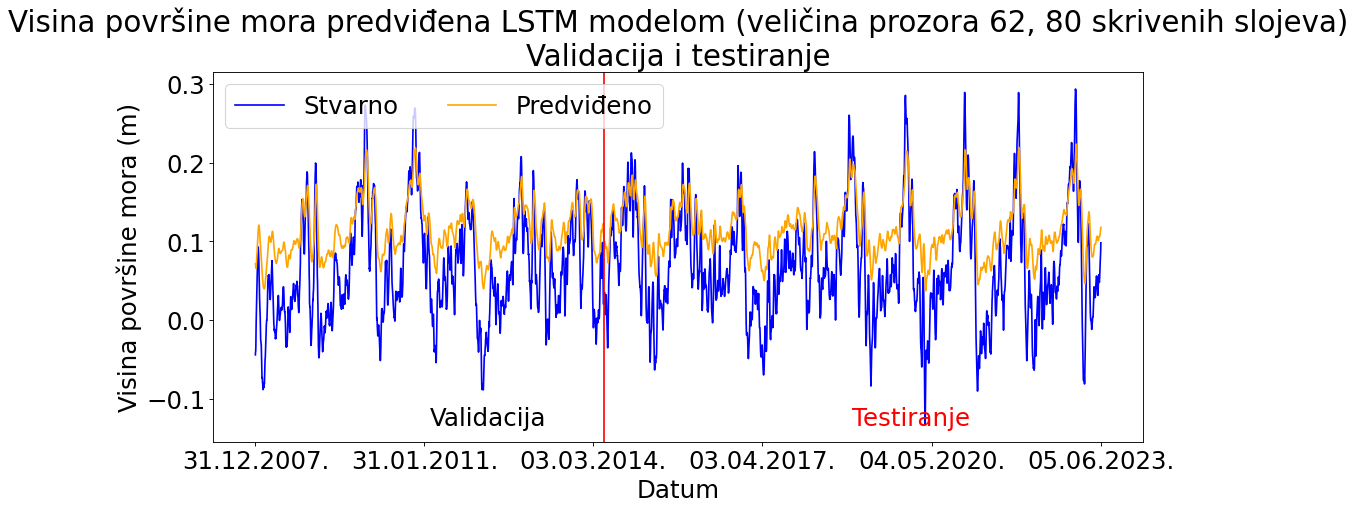 Visina površine mora predviđena LSTM modelom (veličina prozora 62, 80 skrivenih slojeva)
Validacija i testiranje
Stvarno
Predviđeno
Visina površine mora (m)
0.3
0.2
0.1
0.0
−0.1
Validacija
Testiranje
31.12.2007.
31.01.2011.
03.03.2014.
03.04.2017.
04.05.2020.
05.06.2023.
Datum